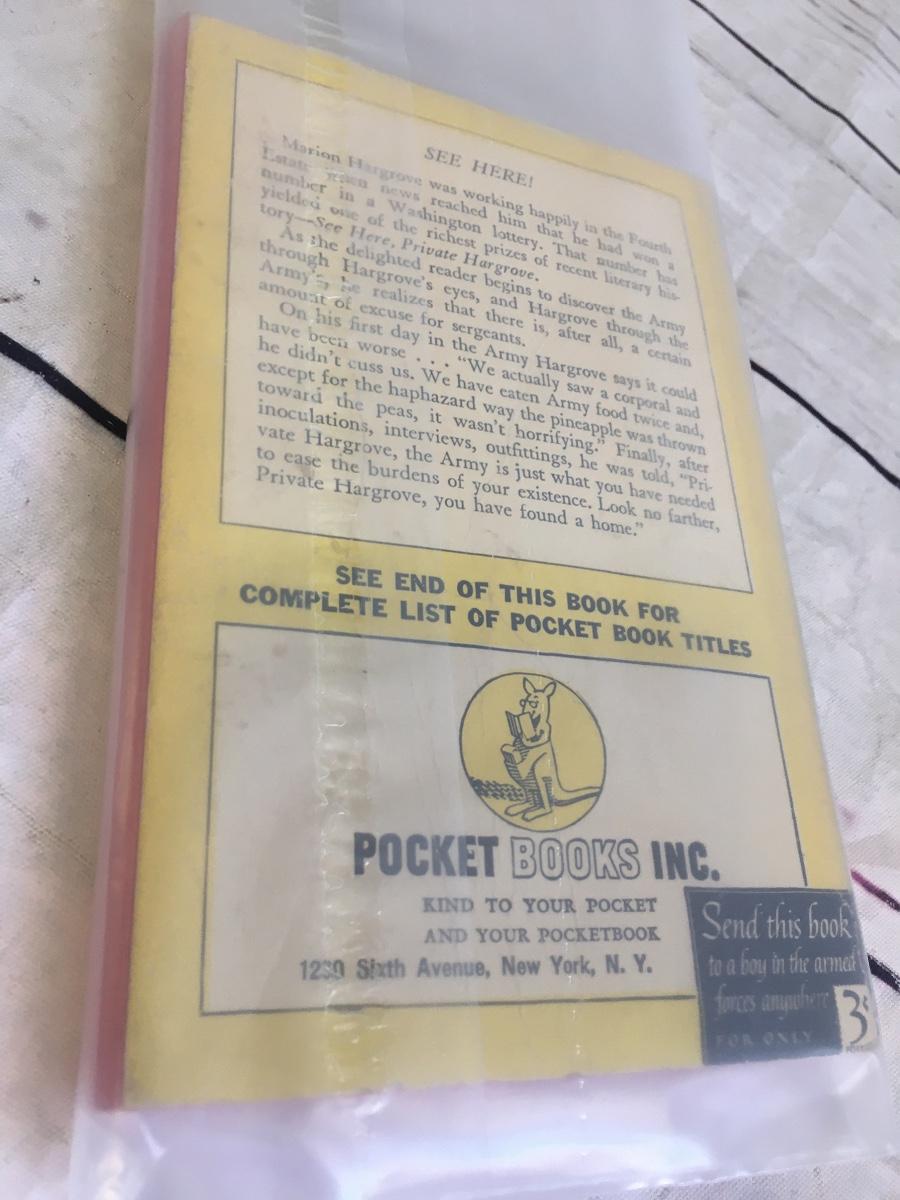 SEE HERE!
Marion Hargrove was working happily in the Fourth
Estate when news reached him that he had won a
number in a Washington lottery. That number has
yielded one of the richest prizes of recent literary his-
tory—See Here, Private Hargrove.
As the delighted reader begins to discover the Army
through Hargrove's eyes, and Hargrove through the
Army's, he realizes that there is, after all, a certain
amount of excuse for sergeants.
On his first day in the Army Hargrove says it could
have been worse . . . "We actually saw a corporal and
he didn't cuss us. We have eaten Army food twice and,
except for the haphazard way the pineapple was thrown
toward the peas, it wasn't horrifying." Finally, after
inoculations, interviews, outfittings, he was told, "Pri-
vate Hargrove, the Army is just what you have needed
to ease the burdens of your existence. Look no farther,
Private Hargrove, you have found a home."
SEE END OF THIS BOOK FOR
COMPLETE LIST OF POCKET BOOK TITLES
POCKET BOOKS INC.
KIND TO YOUR POCKET
AND YOUR POCKETBOOK
1230 Sixth Avenue, New York, N. Y.
Send this book
to a boy in the armed
forces anywhere
FOR ONLY
3¢